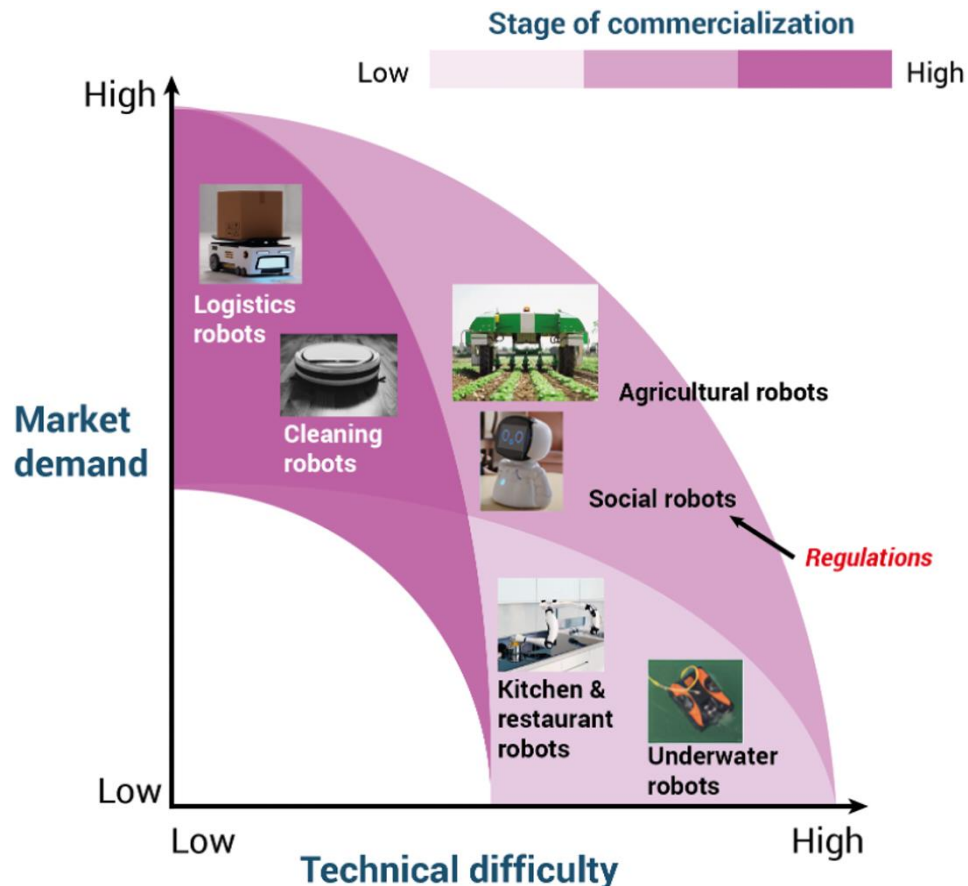 Stage of commercialization
Low
High
High
Logistics
robots
Cleaning
robots
Agricultural robots
Market
demand
Social robots
Regulations
Kitchen &
restaurant
robots
Underwater
robots
Low
Low
High
Technical difficulty